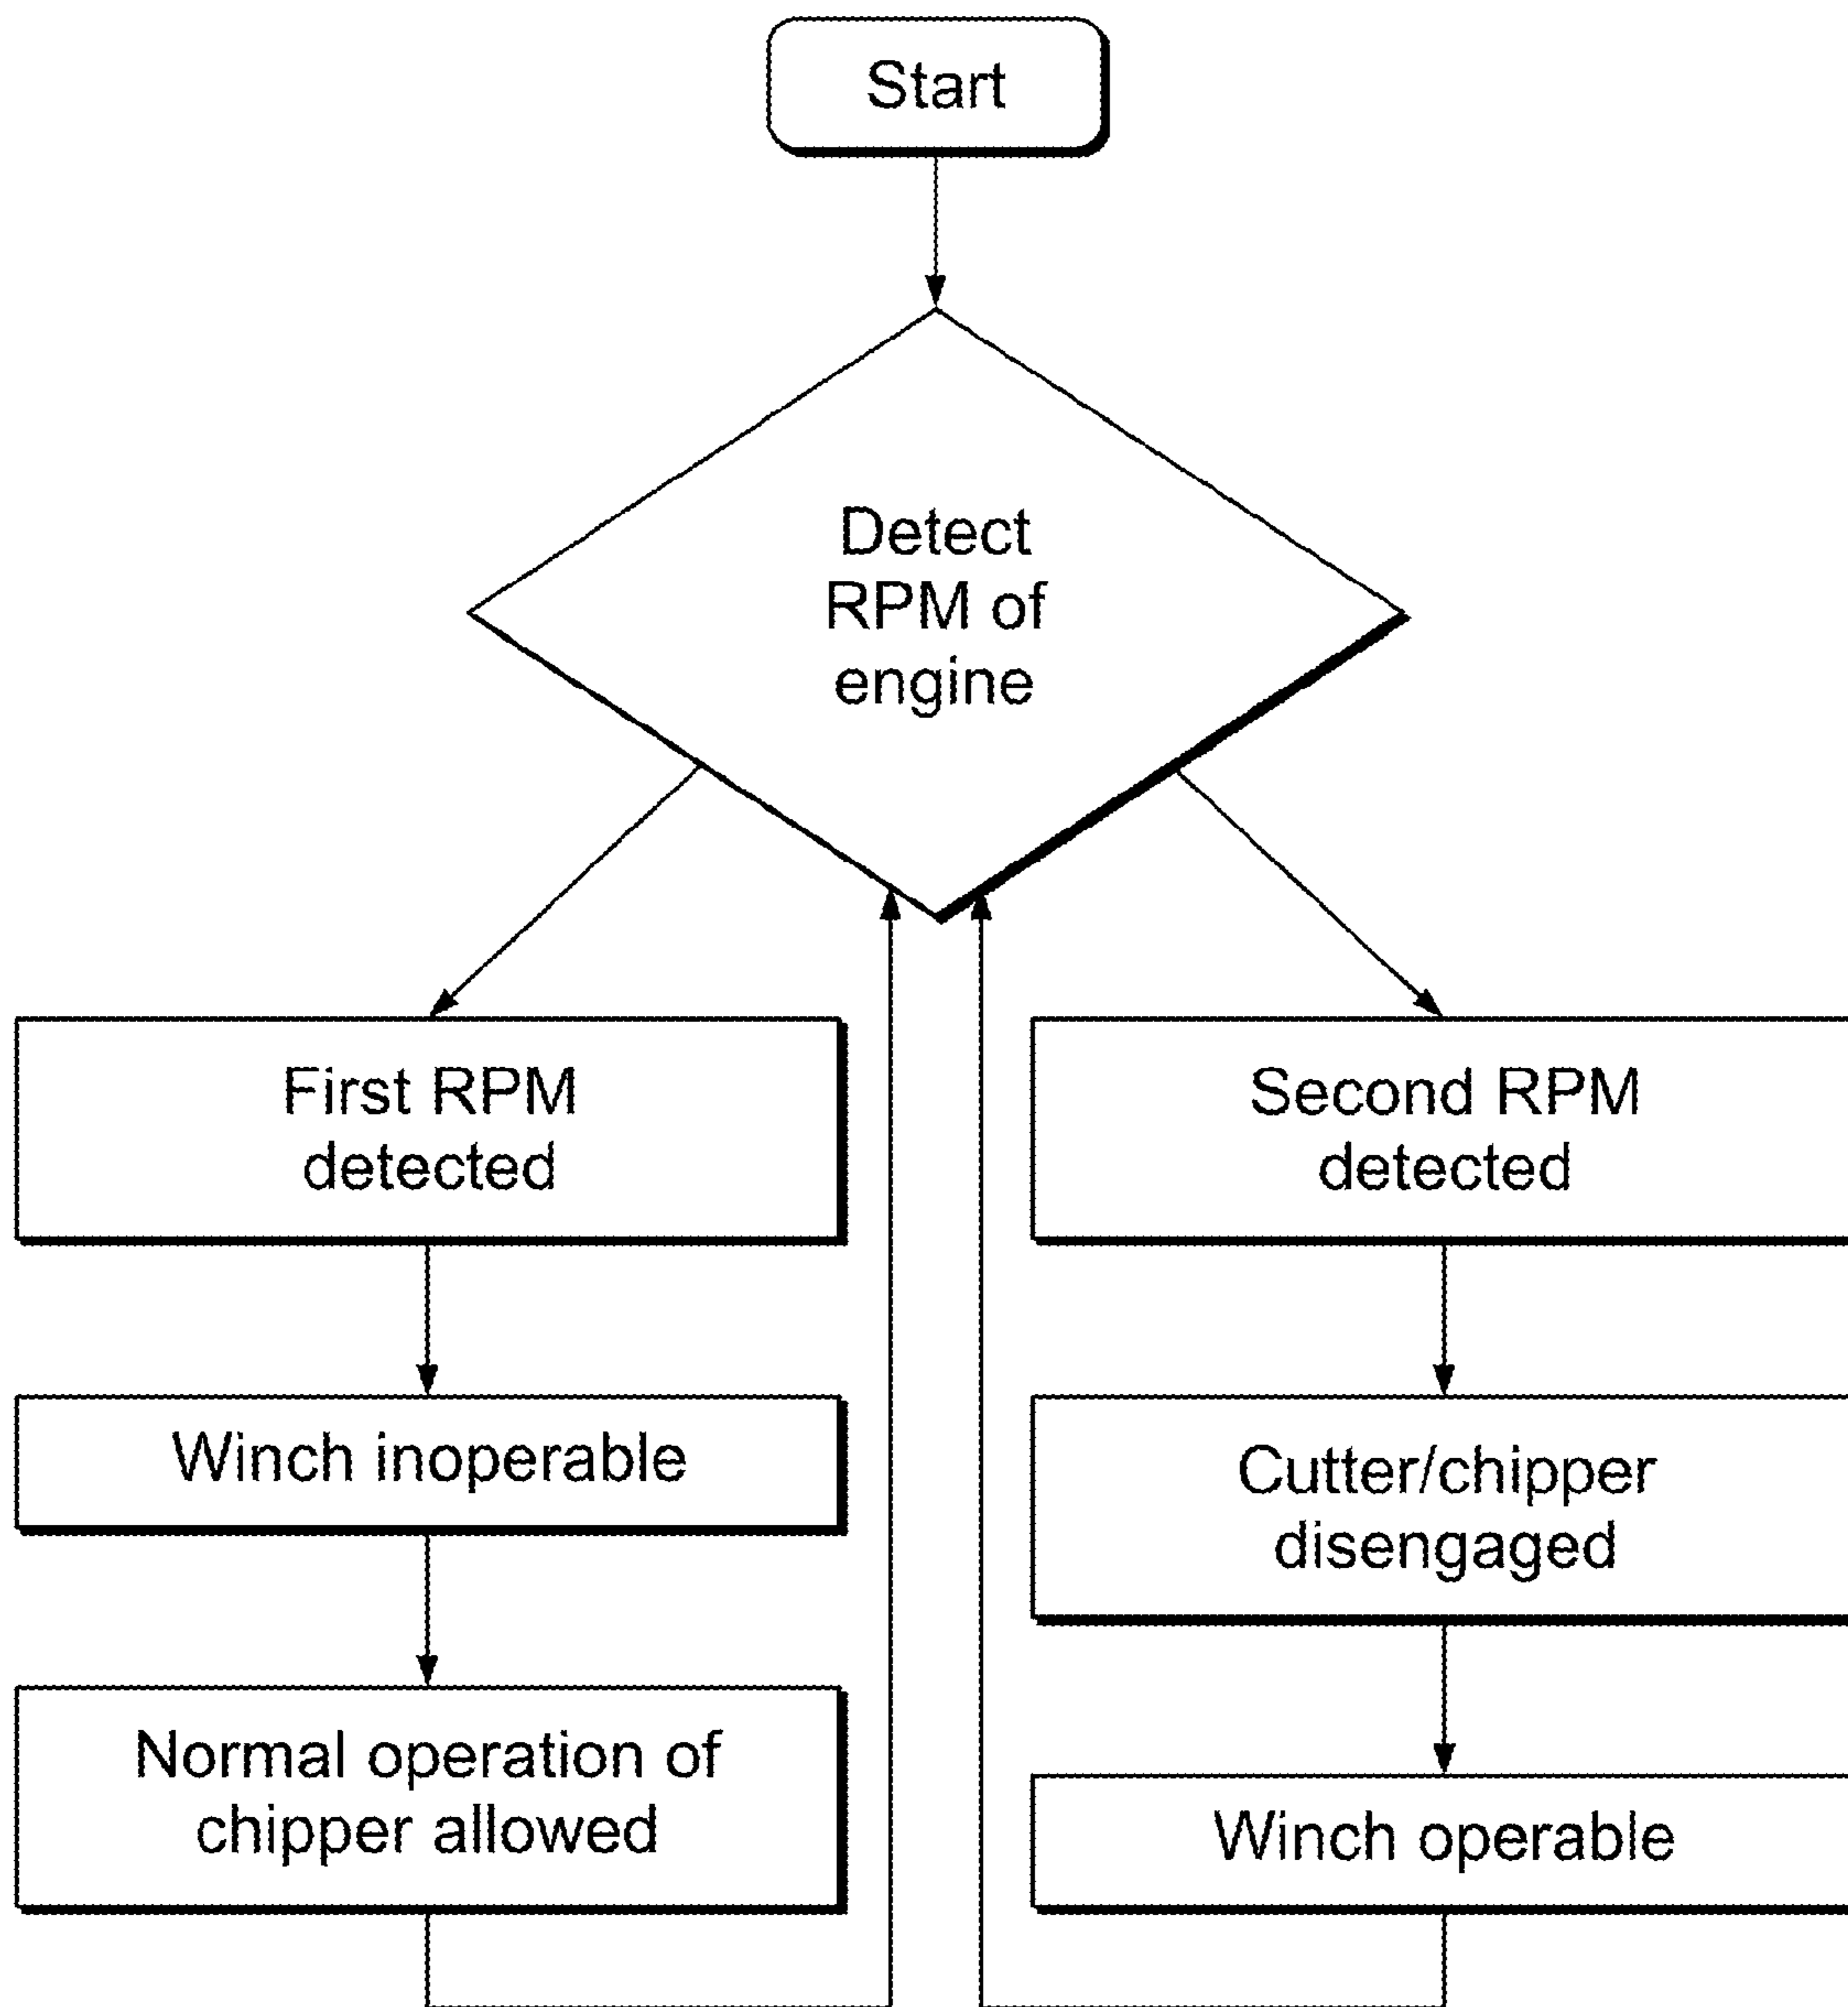 Start
Detect
RPM of
engine
First RPM
detected
Winch inoperable
Normal operation of
chipper allowed
Second RPM
detected
Cutter/chipper
disengaged
Winch operable